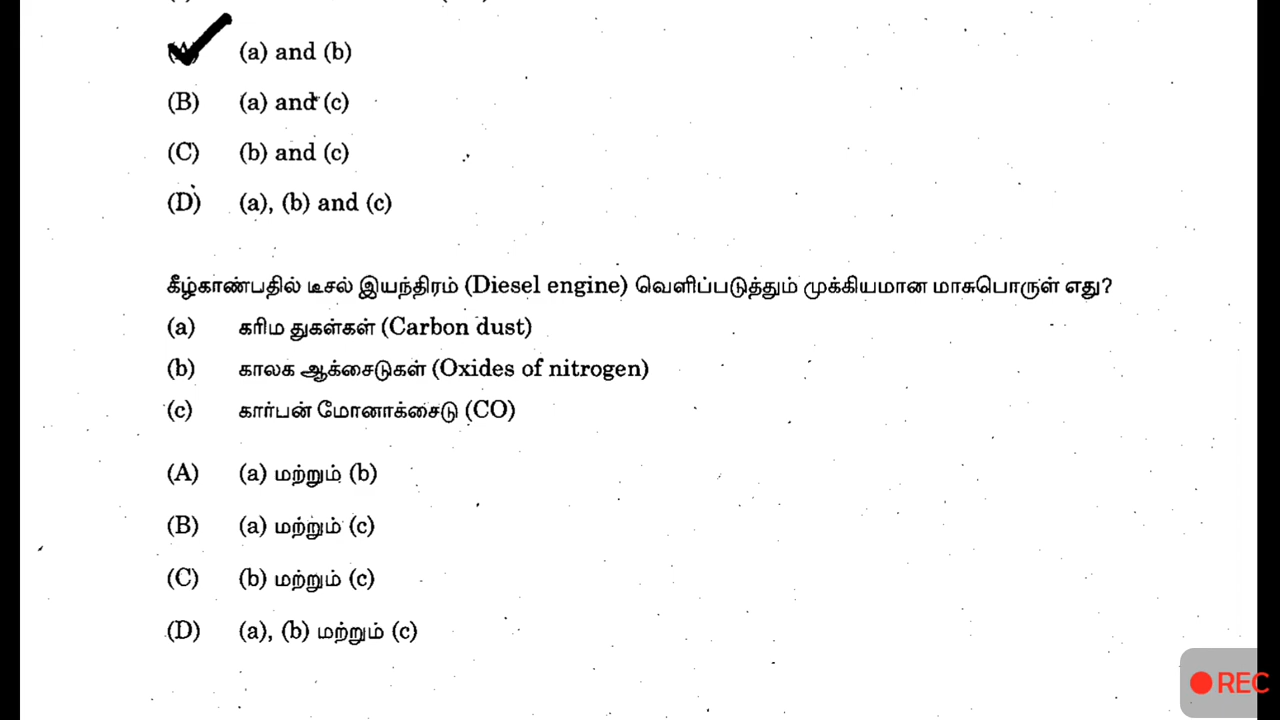 (a) and (b)
(B) (a) and (c)
(C) (b) and (c)
(D) (a), (b) and (c)
கீழ்காண்பதில் டீசல் இயந்திரம் (Diesel engine) வெளிப்படுத்தும் முக்கியமான மாசுபொருள் எது?
(a) கரிம துகள்கள் (Carbon dust)
(b) காலக ஆக்சைடுகள் (Oxides of nitrogen)
(c) கார்பன் மோனாக்சைடு (CO)
(A) (a) மற்றும் (b)
(B) (a) மற்றும் (c)
(C) (b) மற்றும் (c)
(D) (a), (b) மற்றும் (c)
REC